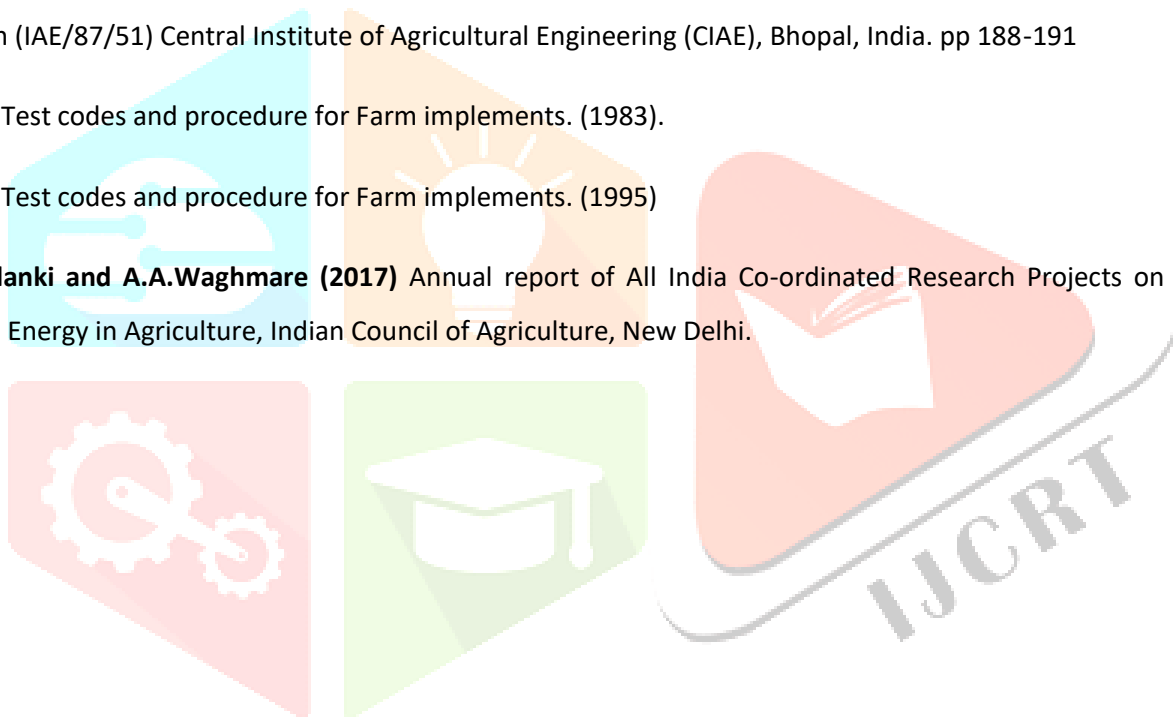 (IAE/87/51) Central Institute of Agricultural Engineering (CIAE), Bhopal, India. pp 188-191
Test codes and procedure for Farm implements. (1983).
Test codes and procedure for Farm implements. (1995)
and A.A.Waghmare (2017) Annual report of All India Co-ordinated Research Projects on
Energy in Agriculture, Indian Council of Agriculture, New Delhi.
IJCRT